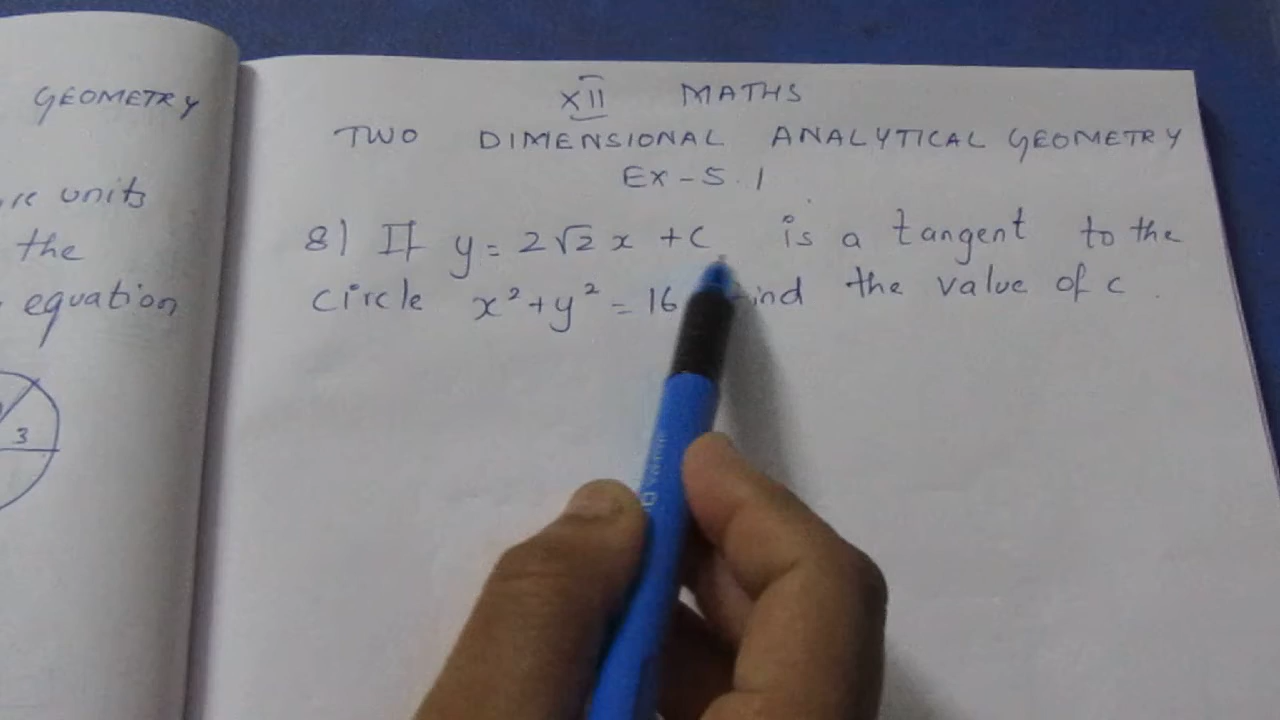 GEOMETRY
units
the
equation
3
XII MATHS
TWO DIMENSIONAL ANALYTICAL GEOMETRY
Ex - 5.1
8) If y = 2√2 x + c is a tangent to the
circle x² + y² = 16 the value of c.